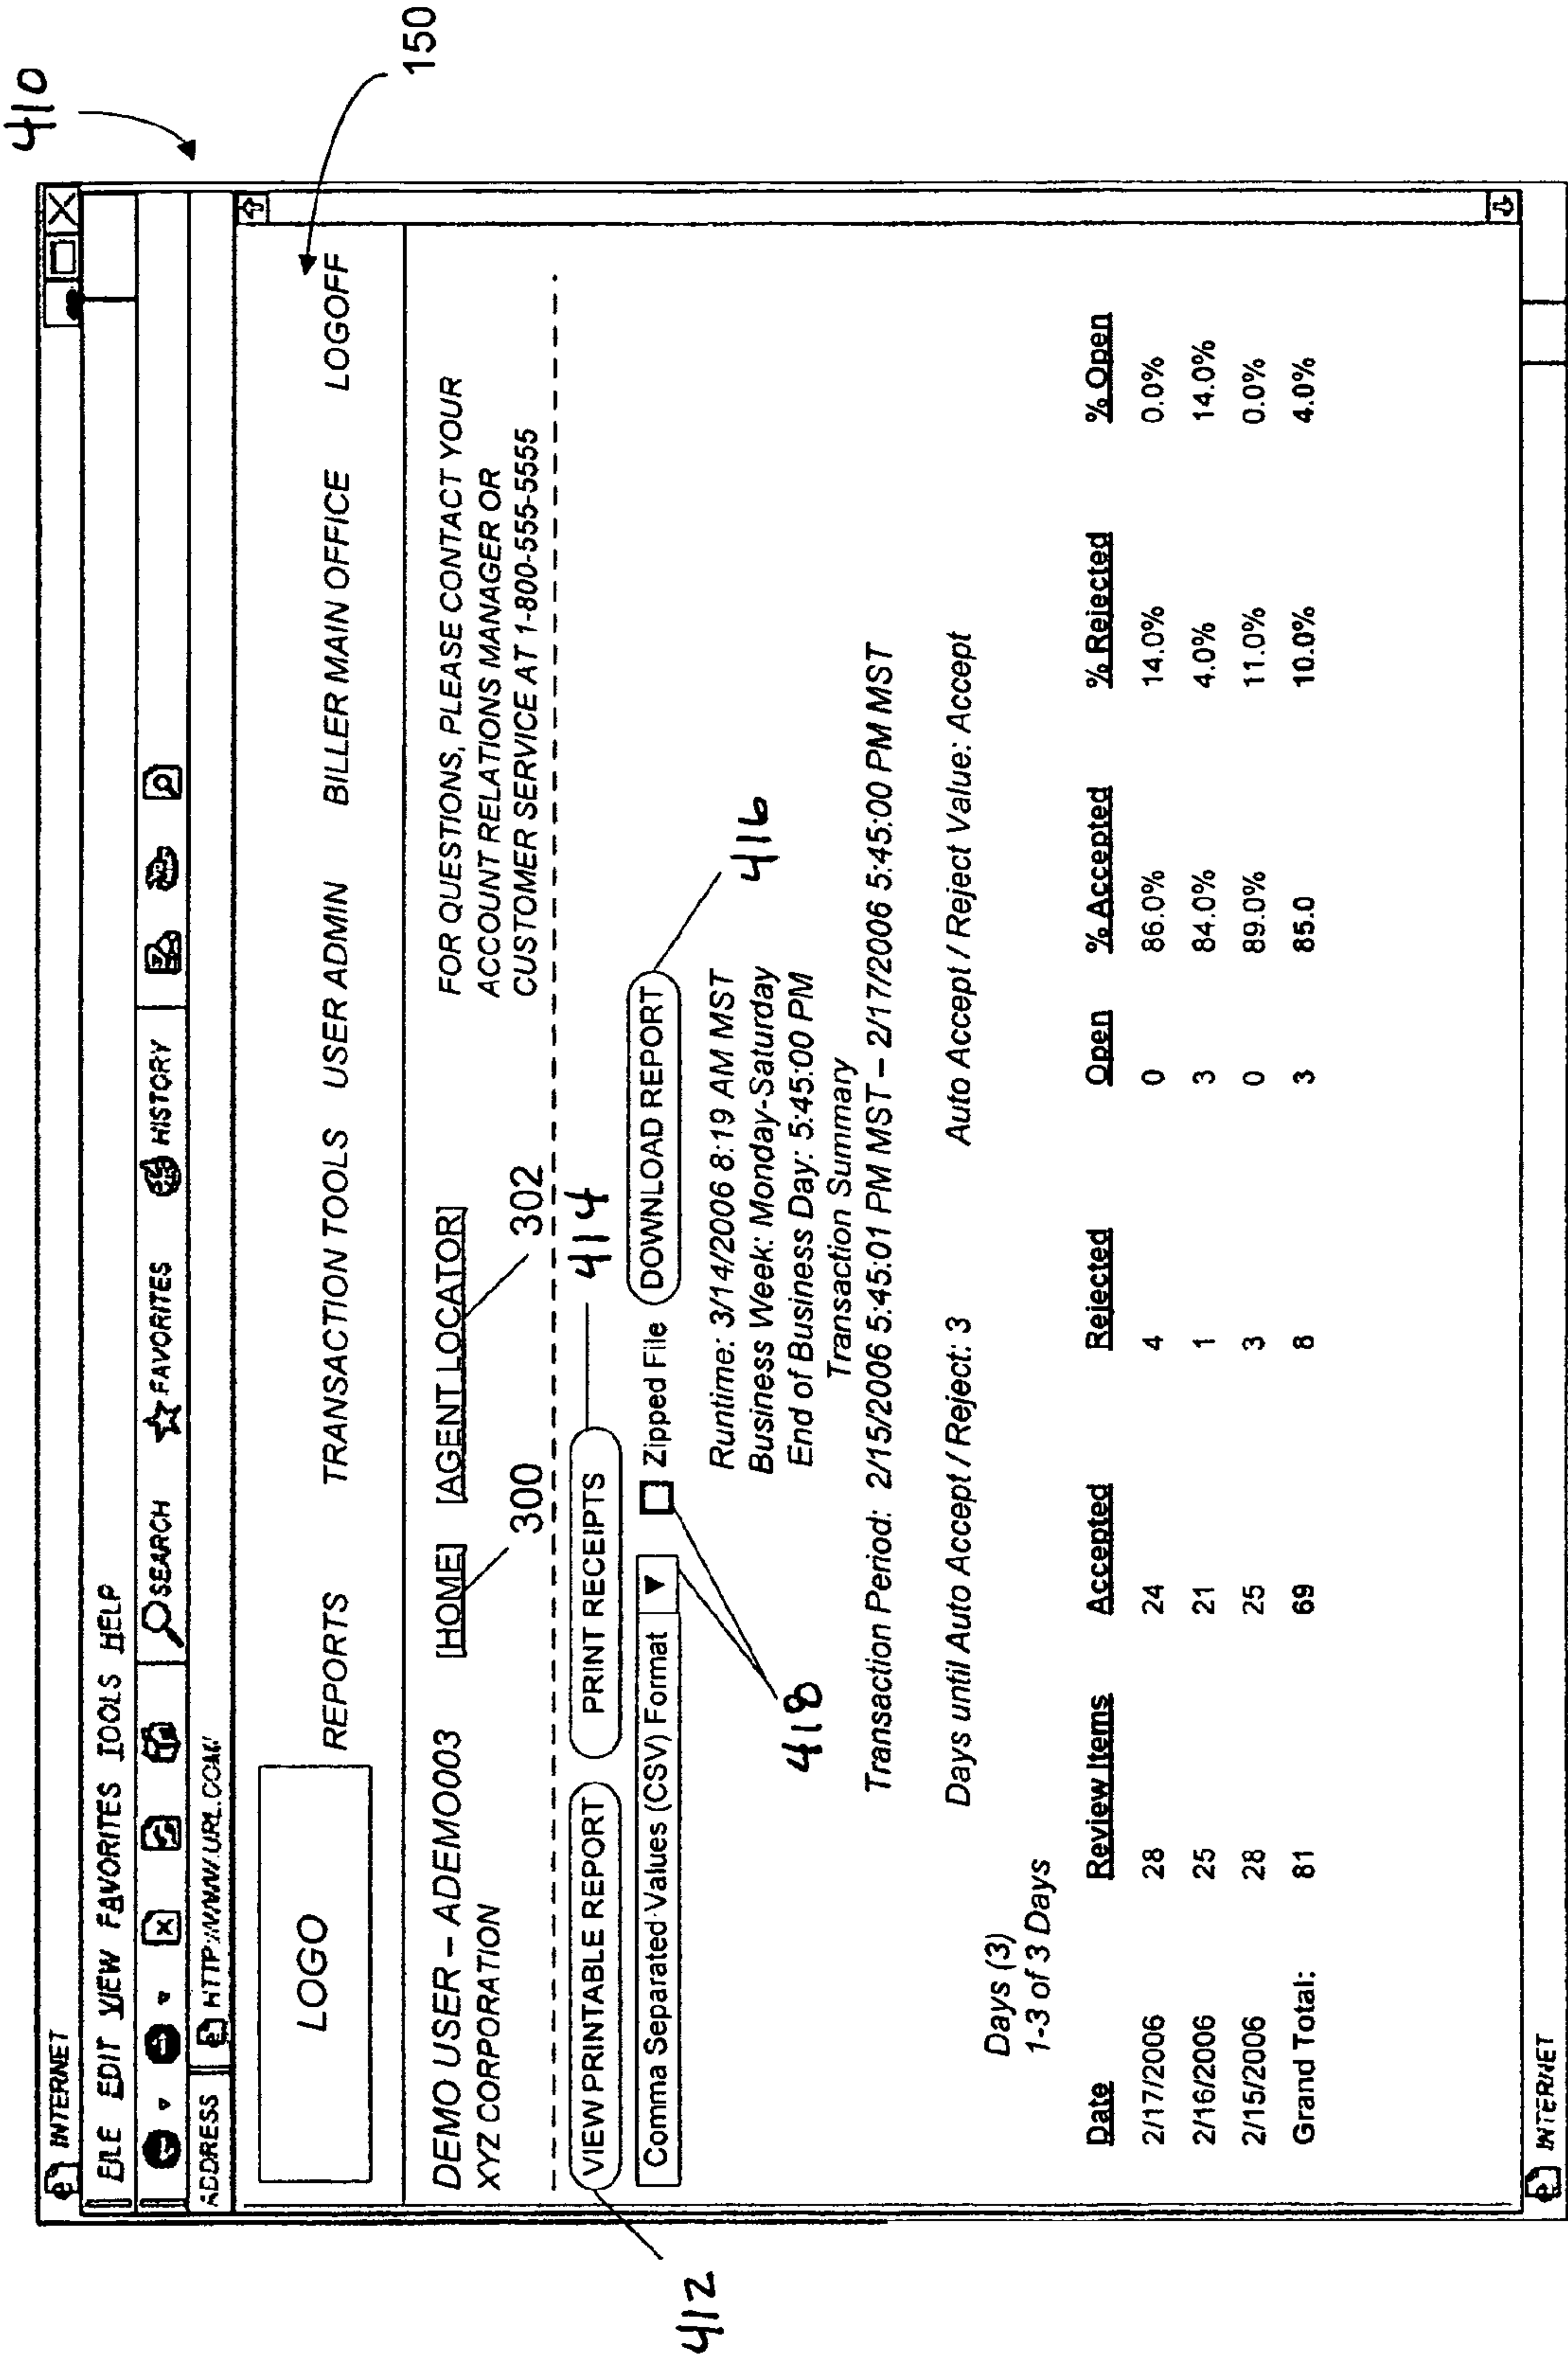 410
INTERNET
FILE EDIT VIEW FAVORITES TOOLS HELP
SEARCH FAVORITES HISTORY
ADDRESS HTTP://WWW.URL.COM/
150
LOGO REPORTS TRANSACTION TOOLS USER ADMIN BILLER MAIN OFFICE LOGOFF
DEMO USER – ADEMO003 [HOME] [AGENT LOCATOR] FOR QUESTIONS, PLEASE CONTACT YOUR
XYZ CORPORATION ACCOUNT RELATIONS MANAGER OR
300 302 CUSTOMER SERVICE AT 1-800-555-5555
414
VIEW PRINTABLE REPORT PRINT RECEIPTS
Comma Separated Values (CSV) Format Zipped File DOWNLOAD REPORT
412
418
416
Runtime: 3/14/2006 8:19 AM MST
Business Week: Monday-Saturday
End of Business Day: 5:45:00 PM
Transaction Summary
Transaction Period: 2/15/2006 5:45:01 PM MST – 2/17/2006 5:45:00 PM MST
Days until Auto Accept / Reject: 3 Auto Accept / Reject Value: Accept
Days (3)
1-3 of 3 Days
Date Review Items Accepted Rejected Open % Accepted % Rejected % Open
2/17/2006 28 24 4 0 86.0% 14.0% 0.0%
2/16/2006 25 21 1 3 84.0% 4.0% 14.0%
2/15/2006 28 25 3 0 89.0% 11.0% 0.0%
Grand Total: 81 69 8 3 85.0 10.0% 4.0%
INTERNET